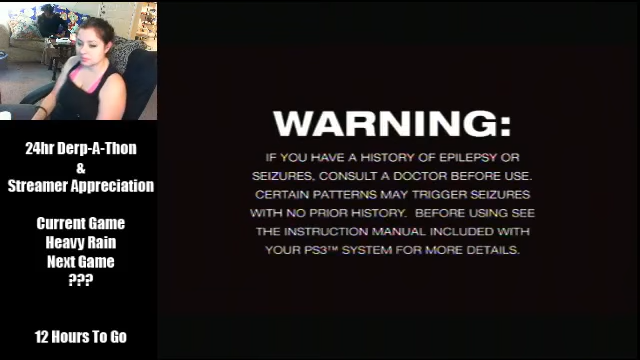 24hr Derp-A-Thon
&
Streamer Appreciation
Current Game
Heavy Rain
Next Game
???
12 Hours To Go
WARNING:
IF YOU HAVE A HISTORY OF EPILEPSY OR
SEIZURES, CONSULT A DOCTOR BEFORE USE.
CERTAIN PATTERNS MAY TRIGGER SEIZURES
WITH NO PRIOR HISTORY. BEFORE USING SEE
THE INSTRUCTION MANUAL INCLUDED WITH
YOUR PS3™ SYSTEM FOR MORE DETAILS.